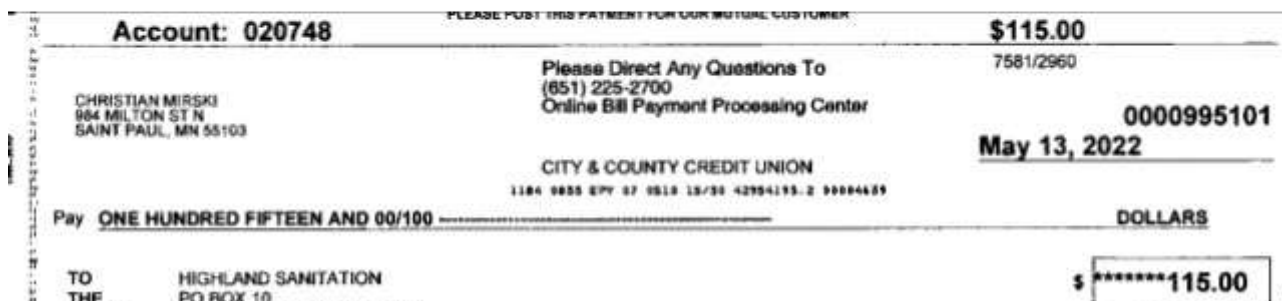 PLEASE POST THIS PAYMENT FOR OUR MUTUAL CUSTOMER
Account: 020748 $115.00
Please Direct Any Questions To 7581/2960
(651) 225-2700
Online Bill Payment Processing Center
CHRISTIAN MIRSKI
984 MILTON ST N
SAINT PAUL, MN 55103
0000995101
May 13, 2022
CITY & COUNTY CREDIT UNION
Pay ONE HUNDRED FIFTEEN AND 00/100 DOLLARS
TO HIGHLAND SANITATION $ *******115.00
THE PO BOX 10